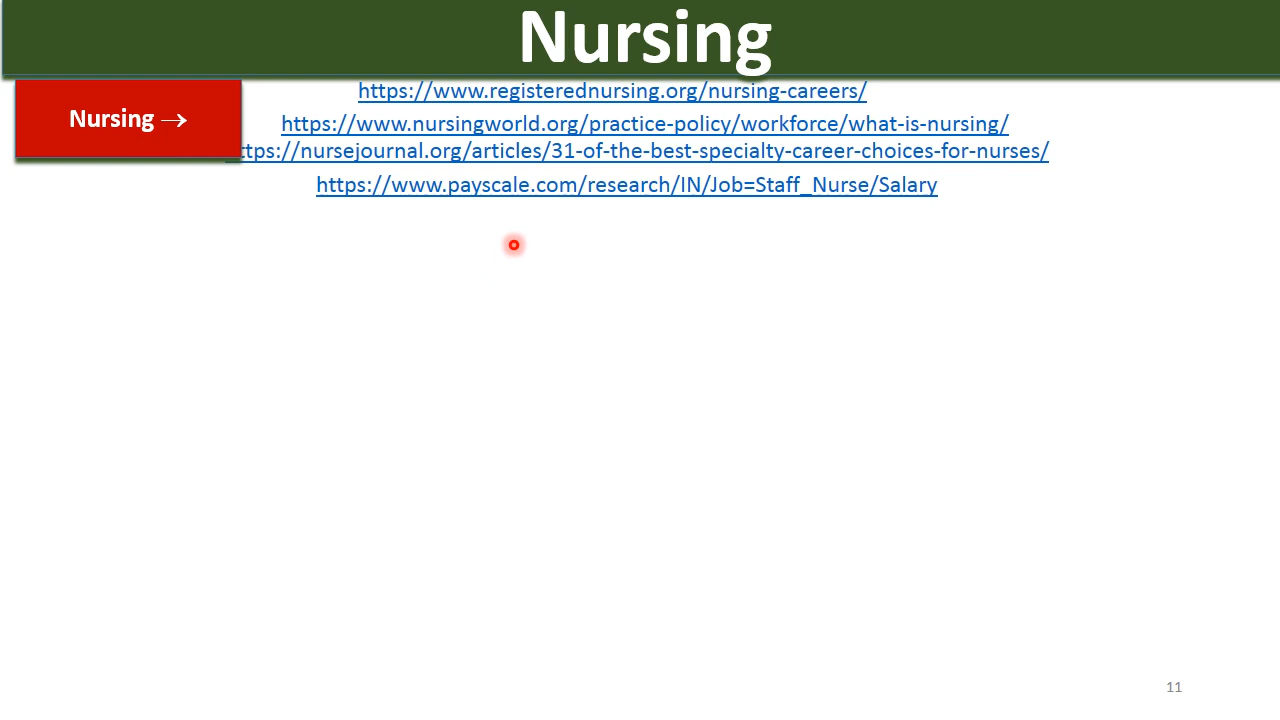 Nursing
https://www.registerednursing.org/nursing-careers/
Nursing →
https://www.nursingworld.org/practice-policy/workforce/what-is-nursing/
ttps://nursejournal.org/articles/31-of-the-best-specialty-career-choices-for-nurses/
https://www.payscale.com/research/IN/Job=Staff_Nurse/Salary
11